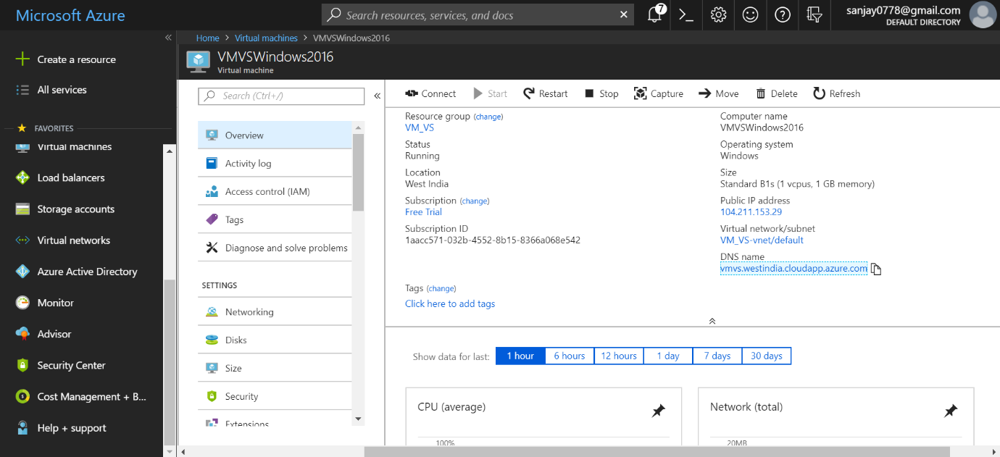 Microsoft Azure
Search resources, services, and docs
7
sanjay0778@gmail.com
DEFAULT DIRECTORY
Home > Virtual machines > VMVSWindows2016
VMVSWindows2016
Virtual machine
Create a resource
All services
FAVORITES
Virtual machines
Load balancers
Storage accounts
Virtual networks
Azure Active Directory
Monitor
Advisor
Security Center
Cost Management + B...
Help + support
Search (Ctrl+/)
Overview
Activity log
Access control (IAM)
Tags
Diagnose and solve problems
SETTINGS
Networking
Disks
Size
Security
Extensions
Connect Start Restart Stop Capture Move Delete Refresh
Resource group (change)
VM_VS
Status
Running
Location
West India
Subscription (change)
Free Trial
Subscription ID
1aacc571-032b-4552-8b15-8366a068e542
Computer name
VMVSWindows2016
Operating system
Windows
Size
Standard B1s (1 vcpus, 1 GB memory)
Public IP address
104.211.153.29
Virtual network/subnet
VM_VS-vnet/default
DNS name
vmvs.westindia.cloudapp.azure.com
Tags (change)
Click here to add tags
Show data for last: 1 hour 6 hours 12 hours 1 day 7 days 30 days
CPU (average)
100%
Network (total)
20MB